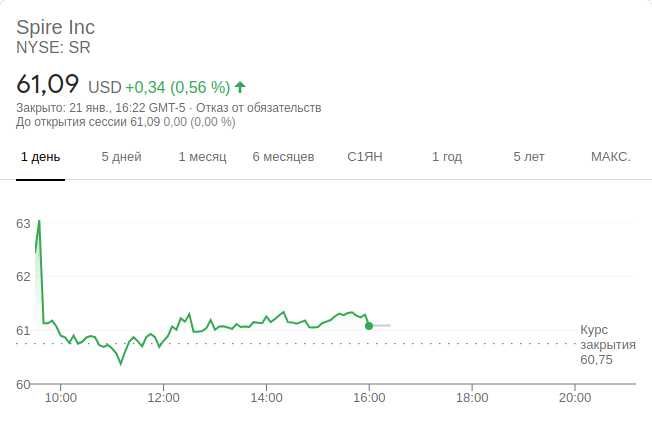 Spire Inc
NYSE: SR
61,09 USD +0,34 (0,56 %)
Закрыто: 21 янв., 16:22 GMT-5 · Отказ от обязательств
До открытия сессии 61,09 0,00 (0,00 %)
1 день 5 дней 1 месяц 6 месяцев С1ЯН 1 год 5 лет МАКС.
63
62
61
60
Курс
закрытия
60,75
10:00 12:00 14:00 16:00 18:00 20:00